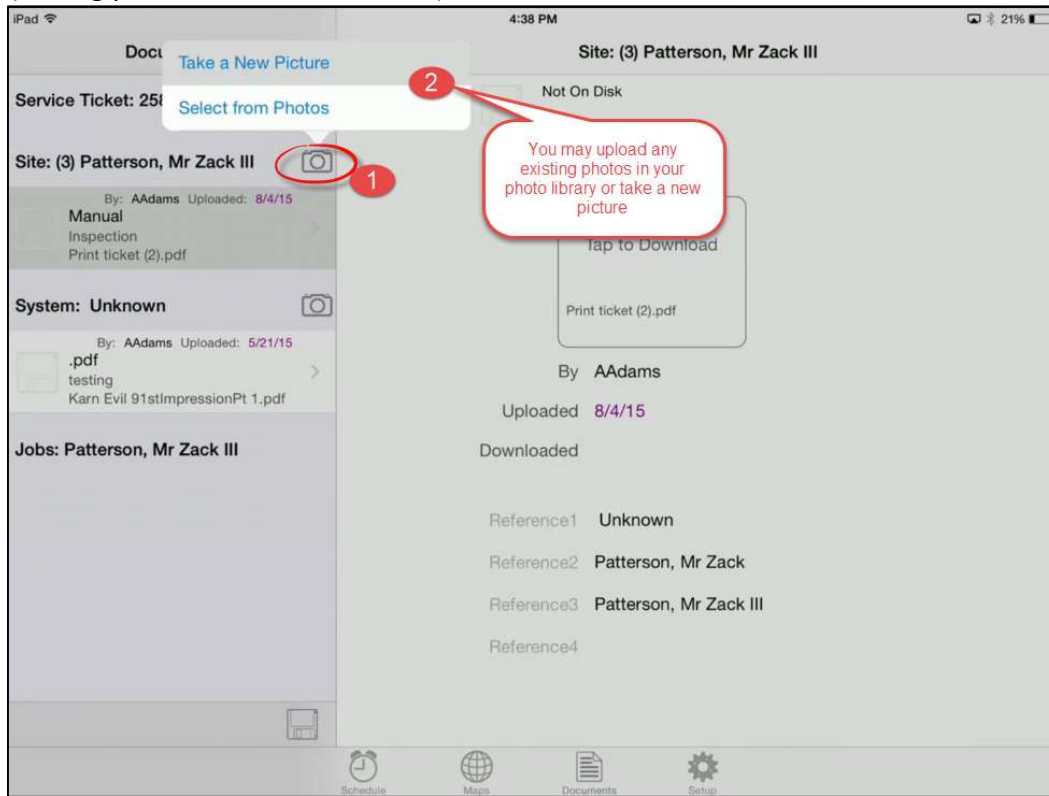 iPad
4:38 PM
21%
Site: (3) Patterson, Mr Zack III
Take a New Picture
Select from Photos
Service Ticket:
Site: (3) Patterson, Mr Zack III
By: AAdams Uploaded: 8/4/15
Manual
Inspection
Print ticket (2).pdf
System: Unknown
By: AAdams Uploaded: 5/21/15
.pdf
testing
Karn Evil 91stImpressionPt 1.pdf
Jobs: Patterson, Mr Zack III
1
2
You may upload any
existing photos in your
photo library or take a new
picture
Not On Disk
Tap to Download
Print ticket (2).pdf
By AAdams
Uploaded 8/4/15
Downloaded
Reference1 Unknown
Reference2 Patterson, Mr Zack
Reference3 Patterson, Mr Zack III
Reference4
Schedule
Maps
Documents
Setup